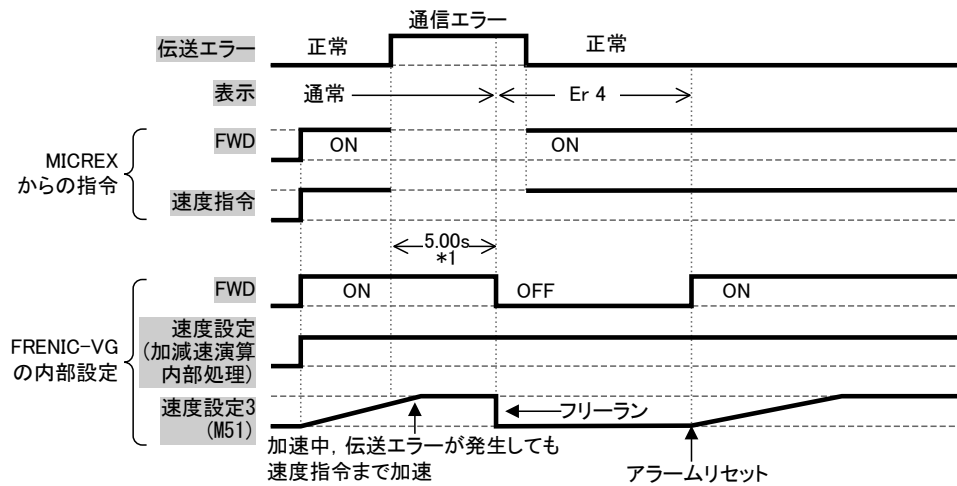 通信エラー
伝送エラー 正常 正常
表示 通常 Er 4
FWD ON ON
MICREX
からの指令
速度指令
5.00s
*1
FWD ON OFF ON
速度設定
(加減速演算
内部処理)
FRENIC-VG
の内部設定
速度設定3
(M51)
フリーラン
加速中, 伝送エラーが発生しても
速度指令まで加速
アラームリセット